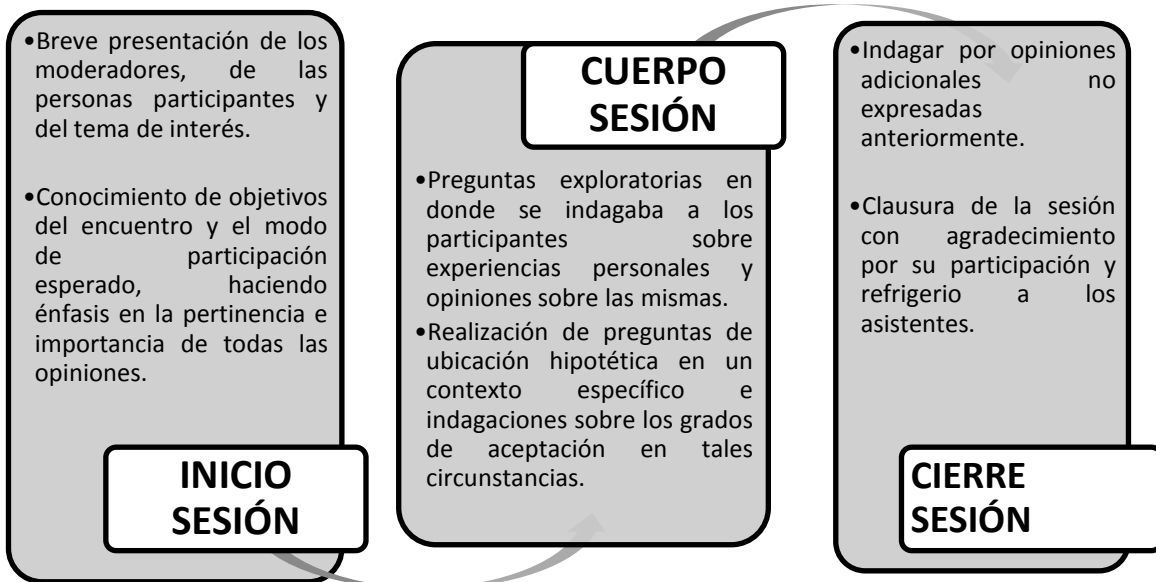 •Breve presentación de los
moderadores, de las
personas participantes y
del tema de interés.
•Conocimiento de objetivos
del encuentro y el modo
de participación
esperado, haciendo
énfasis en la pertinencia e
importancia de todas las
opiniones.
INICIO
SESIÓN
CUERPO
SESIÓN
•Preguntas exploratorias en
donde se indagaba a los
participantes sobre
experiencias personales y
opiniones sobre las mismas.
•Realización de preguntas de
ubicación hipotética en un
contexto específico e
indagaciones sobre los grados
de aceptación en tales
circunstancias.
•Indagar por opiniones
adicionales no
expresadas
anteriormente.
•Clausura de la sesión
con agradecimiento
por su participación y
refrigerio a los
asistentes.
CIERRE
SESIÓN